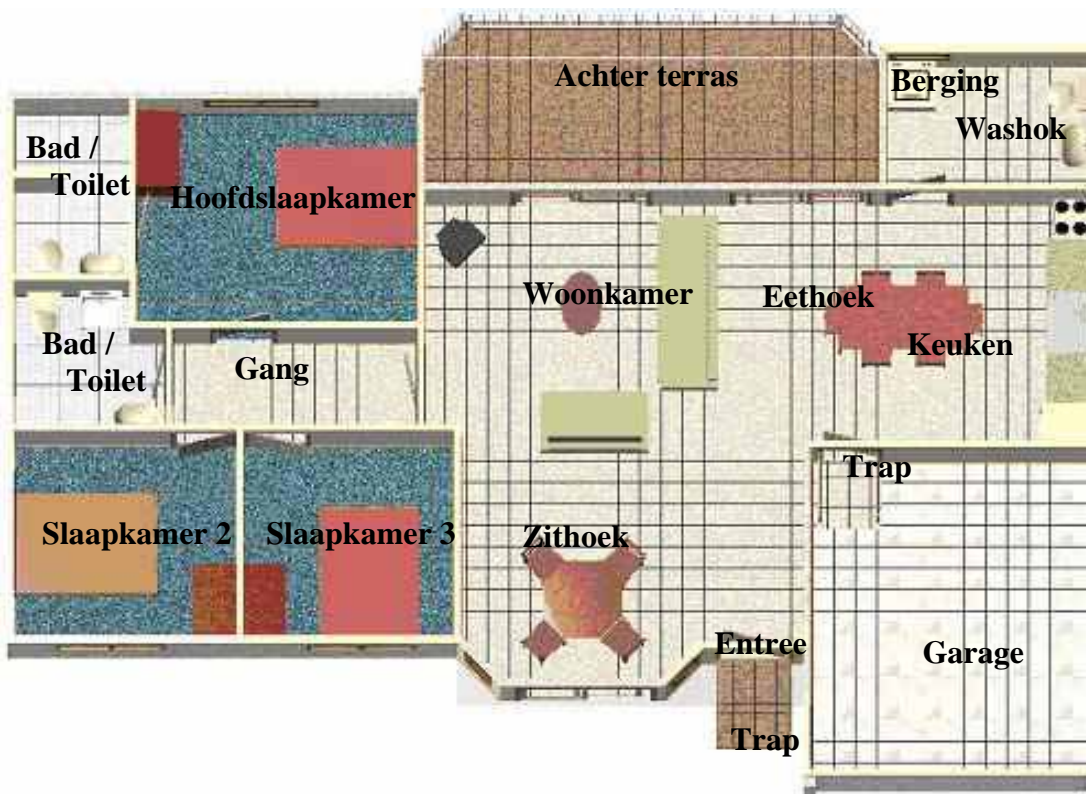 Achter terras
Berging
Washok
Bad /
Toilet
Hoofdslaapkamer
Woonkamer
Eethoek
Keuken
Bad /
Toilet
Gang
Trap
Slaapkamer 2
Slaapkamer 3
Zithoek
Entree
Garage
Trap